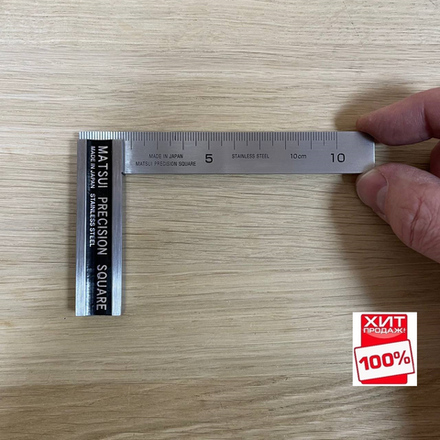 MADE IN JAPAN
MATSUI PRECISION SQUARE
5
STAINLESS STEEL
10cm
10
MATSUI PRECISION SQUARE
MADE IN JAPAN STAINLESS STEEL
ХИТ
ПРОДАЖ!
100%